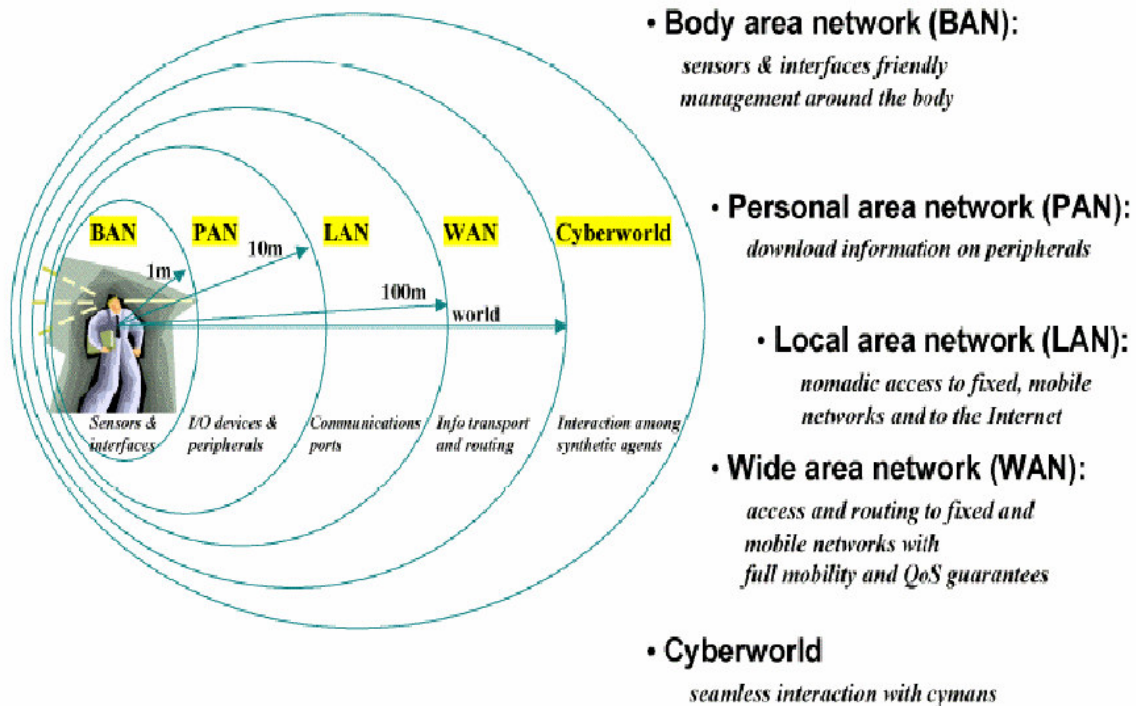 BAN
PAN
LAN
WAN
Cyberworld
1m
10m
100m
world
Sensors &
interfaces
I/O devices &
peripherals
Communications
ports
Info transport
and routing
Interaction among
synthetic agents
• Body area network (BAN):
sensors & interfaces friendly
management around the body
• Personal area network (PAN):
download information on peripherals
• Local area network (LAN):
nomadic access to fixed, mobile
networks and to the Internet
• Wide area network (WAN):
access and routing to fixed and
mobile networks with
full mobility and QoS guarantees
• Cyberworld
seamless interaction with cymans